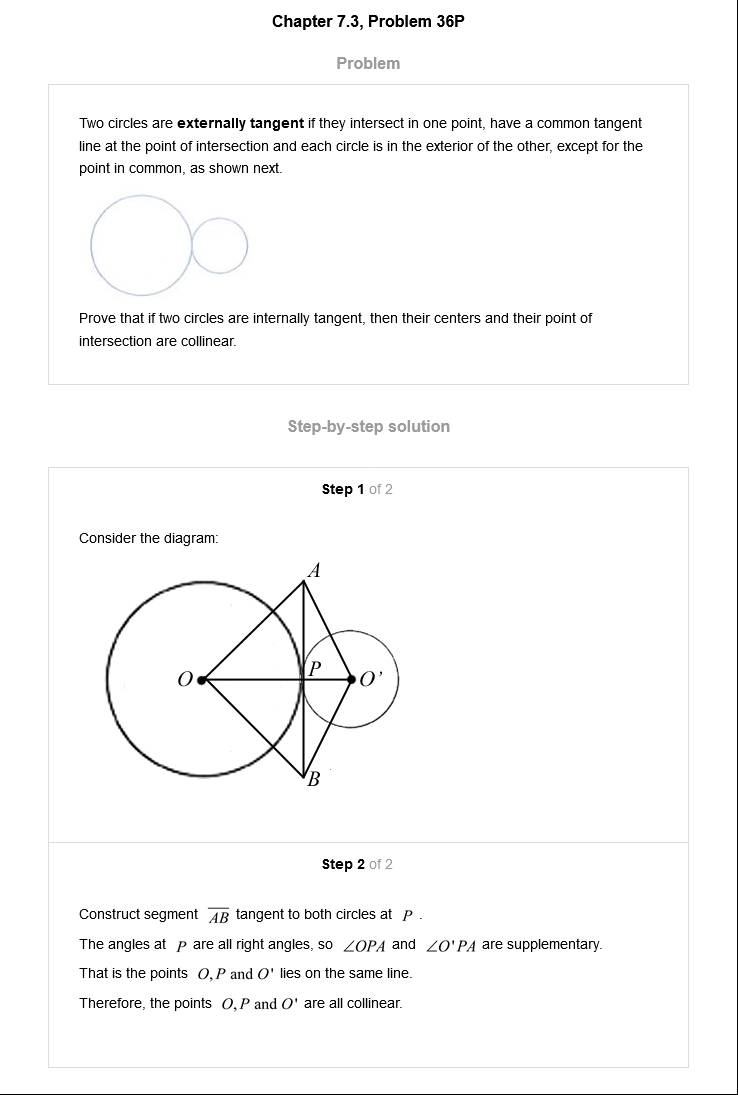 Chapter 7.3, Problem 36P
Problem
Two circles are externally tangent if they intersect in one point, have a common tangent
line at the point of intersection and each circle is in the exterior of the other, except for the
point in common, as shown next.
Prove that if two circles are internally tangent, then their centers and their point of
intersection are collinear.
Step-by-step solution
Step 1 of 2
Consider the diagram:
A
O
P
O'
B
Step 2 of 2
Construct segment A̅B̅ tangent to both circles at P .
The angles at P are all right angles, so ∠OPA and ∠O'PA are supplementary.
That is the points O, P and O' lies on the same line.
Therefore, the points O, P and O' are all collinear.